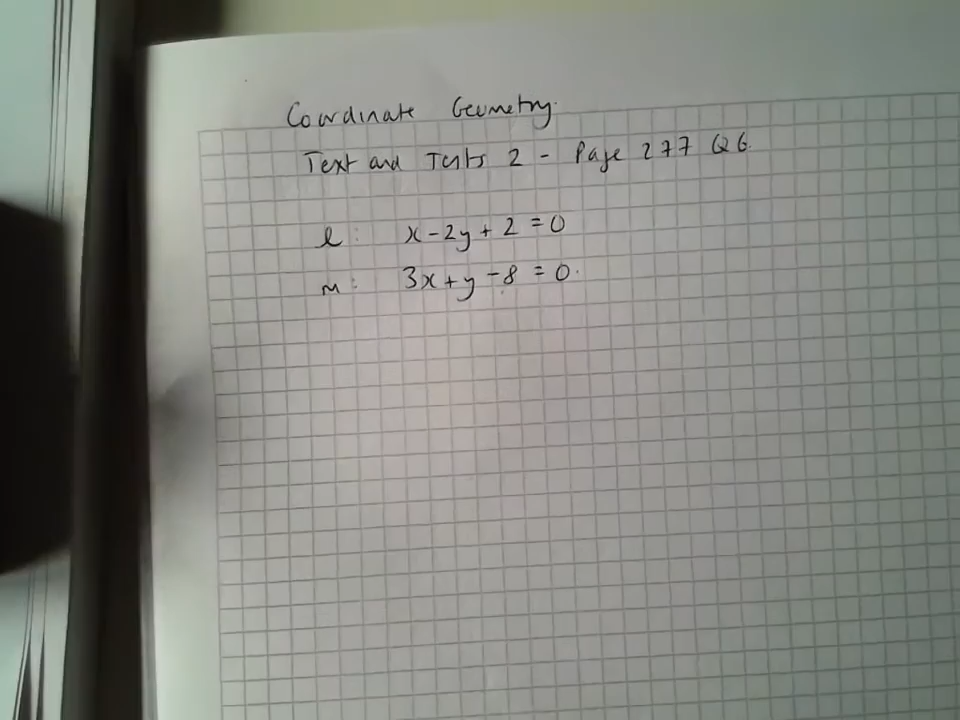 Coordinate Geometry.
Text and Tests 2 - Page 277 Q6.
l: x-2y+2=0
m: 3x+y-8=0.